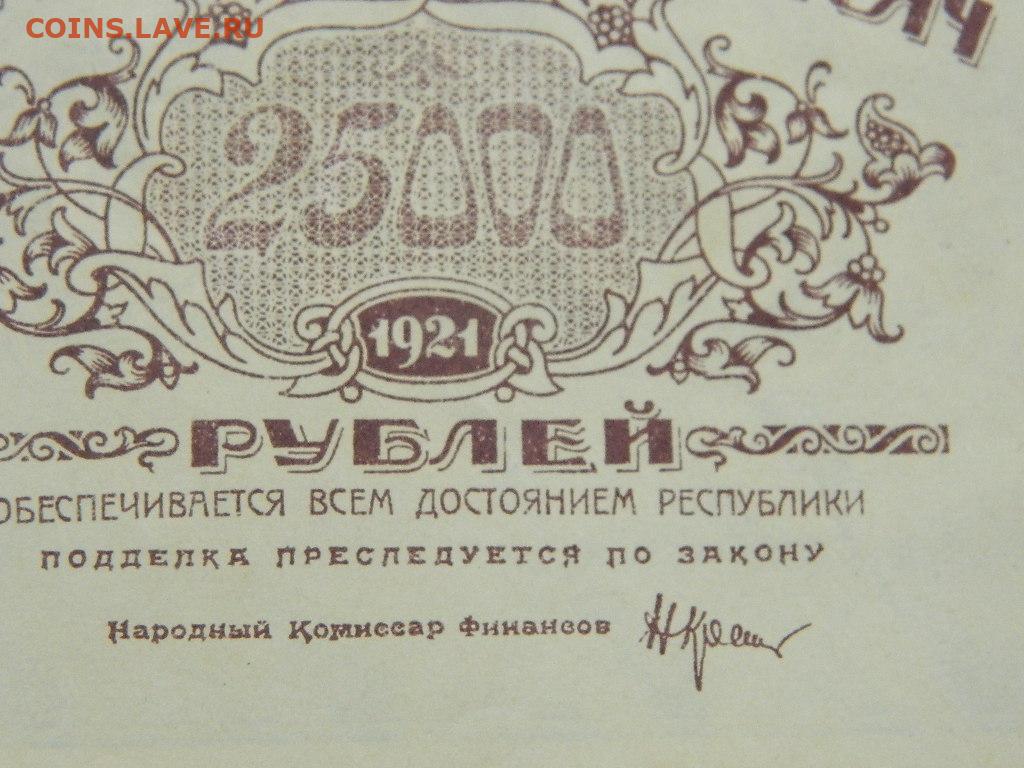 COINS.LAVE.RU
25000
1921
РУБЛЕЙ
ОБЕСПЕЧИВАЕТСЯ ВСЕМ ДОСТОЯНИЕМ РЕСПУБЛИКИ
ПОДДЕЛКА ПРЕСЛЕДУЕТСЯ ПО ЗАКОНУ
Народный Комиссар Финансов